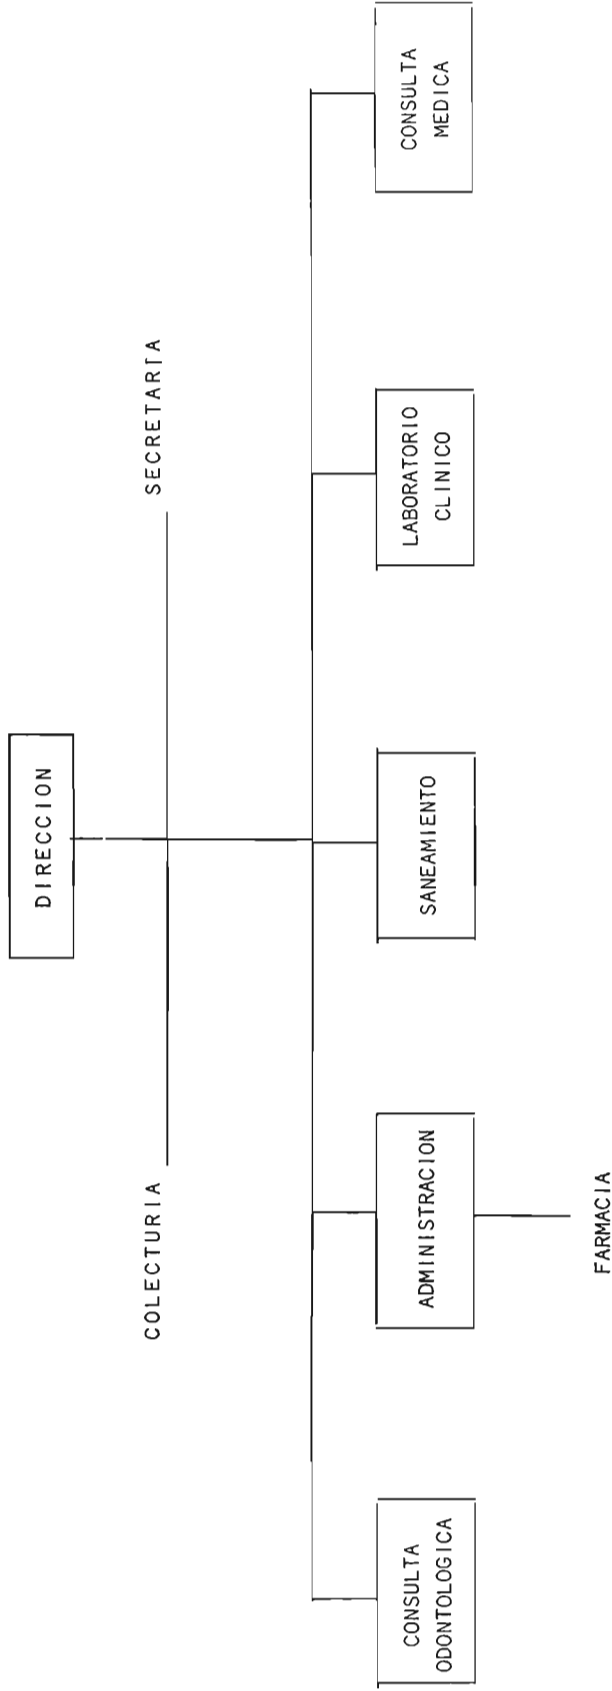 DIRECCION
COLECTURIA
SECRETARIA
CONSULTA
ODONTOLOGICA
ADMINISTRACION
SANEAMIENTO
LABORATORIO
CLINICO
CONSULTA
MEDICA
FARMACIA